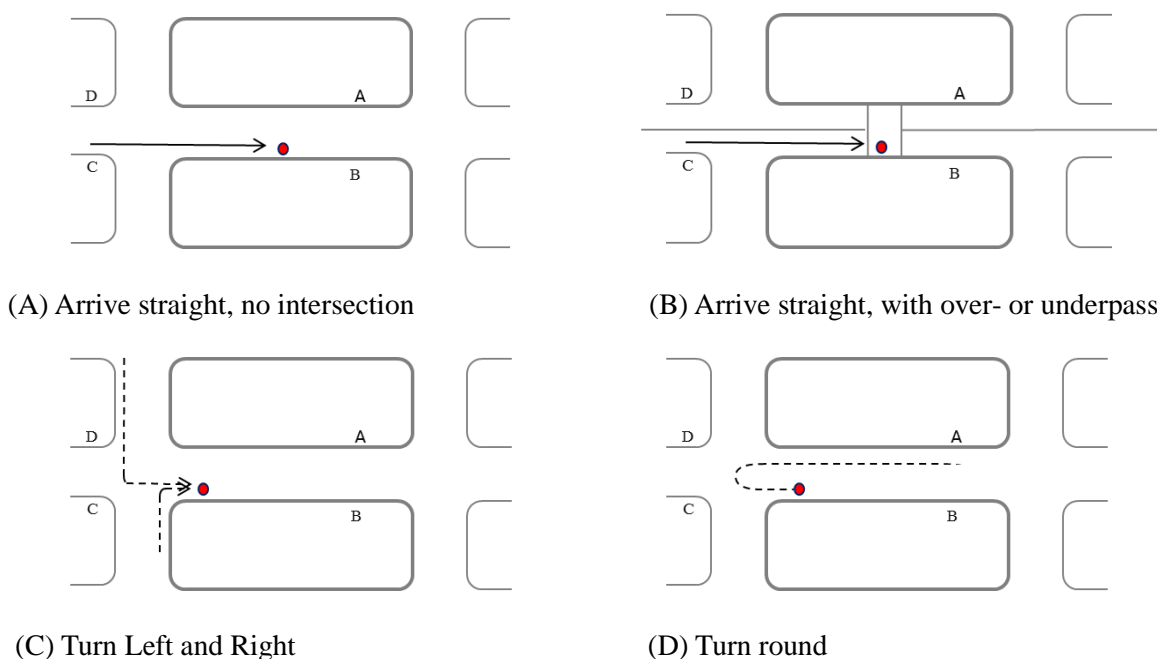 D A
C B
D A
C B
(A) Arrive straight, no intersection
(B) Arrive straight, with over- or underpass
D A
C B
D A
C B
(C) Turn Left and Right
(D) Turn round